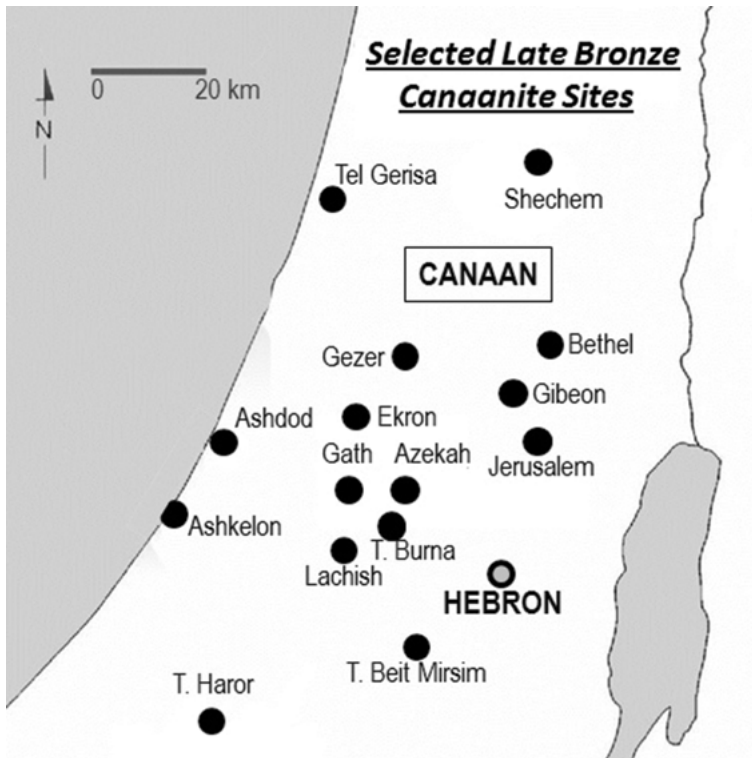 Selected Late Bronze
Canaanite Sites
0 20 km
N
Tel Gerisa
Shechem
CANAAN
Gezer
Bethel
Gibeon
Ashdod
Ekron
Gath
Azekah
Jerusalem
Ashkelon
T. Burna
Lachish
HEBRON
T. Beit Mirsim
T. Haror